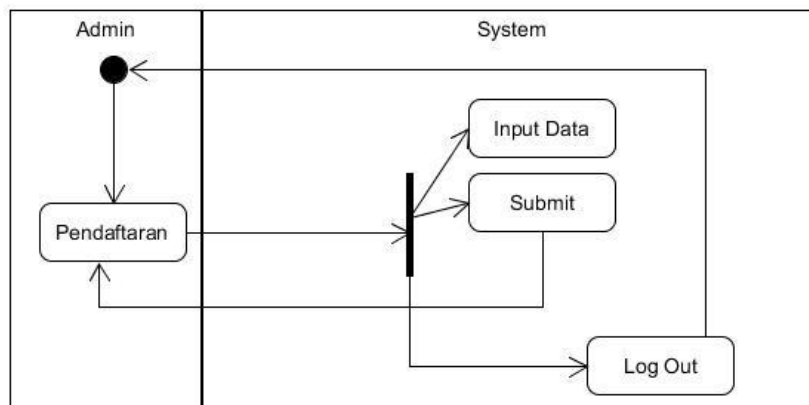 Admin
System
Input Data
Submit
Pendaftaran
Log Out